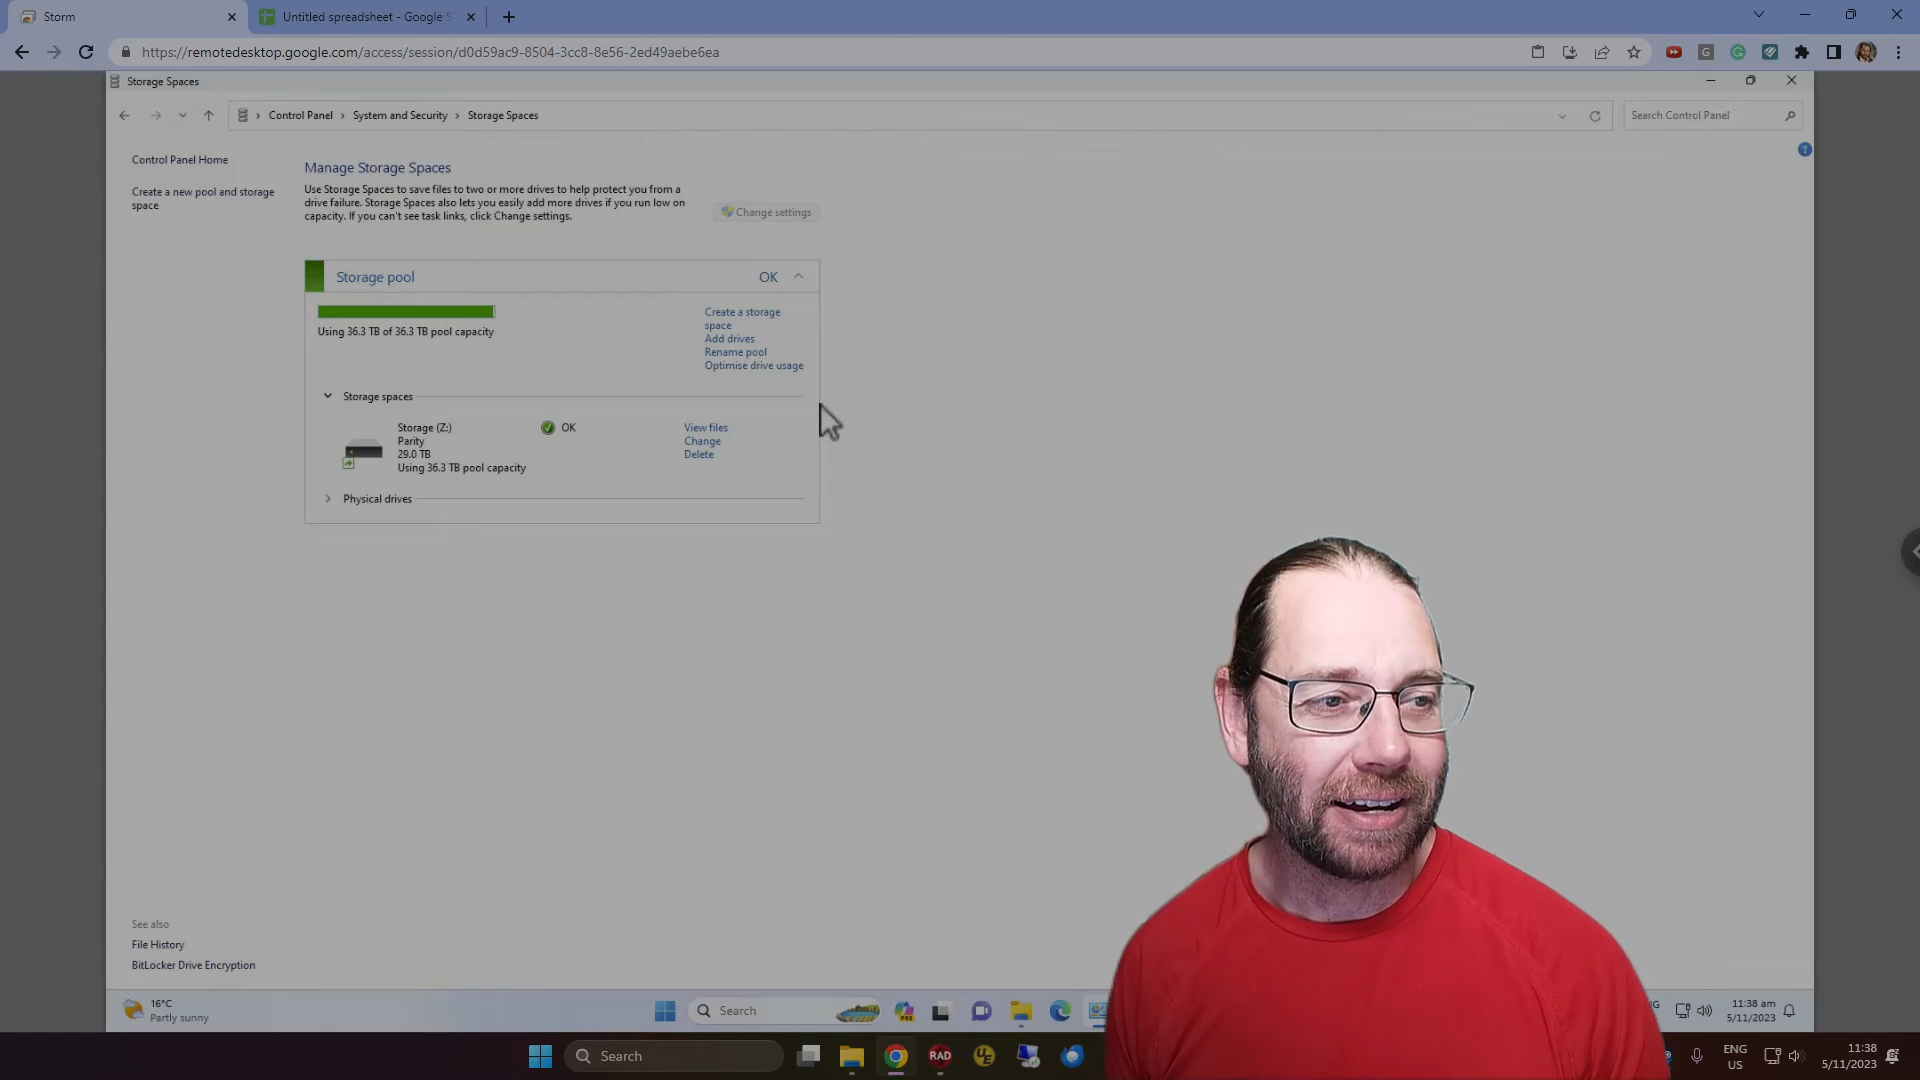 Storm
Untitled spreadsheet - Google S
https://remotedesktop.google.com/access/session/d0d59ac9-8504-3cc8-8e56-2ed49aebe6ea
Storage Spaces
Control Panel
System and Security
Storage Spaces
Search Control Panel
Control Panel Home
Create a new pool and storage
space
Manage Storage Spaces
Use Storage Spaces to save files to two or more drives to help protect you from a
drive failure. Storage Spaces also lets you easily add more drives if you run low on
capacity. If you can't see task links, click Change settings.
Change settings
Storage pool
OK
Using 36.3 TB of 36.3 TB pool capacity
Create a storage
space
Add drives
Rename pool
Optimise drive usage
Storage spaces
Storage (Z:)
Parity
29.0 TB
Using 36.3 TB pool capacity
OK
View files
Change
Delete
Physical drives
See also
File History
BitLocker Drive Encryption
16°C
Partly sunny
Search
PRE
11:38 am
5/11/2023
Search
RAD
UE
ENG
US
11:38
5/11/2023